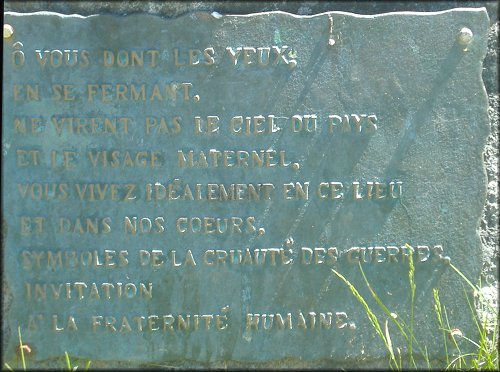 Ô VOUS DONT LES YEUX,
EN SE FERMANT,
NE VIRENT PAS LE CIEL DU PAYS
ET LE VISAGE MATERNEL,
VOUS VIVEZ IDÉALEMENT EN CE LIEU
ET DANS NOS COEURS,
SYMBOLES DE LA CRUAUTÉ DES GUERRES,
INVITATION
A LA FRATERNITÉ HUMAINE.